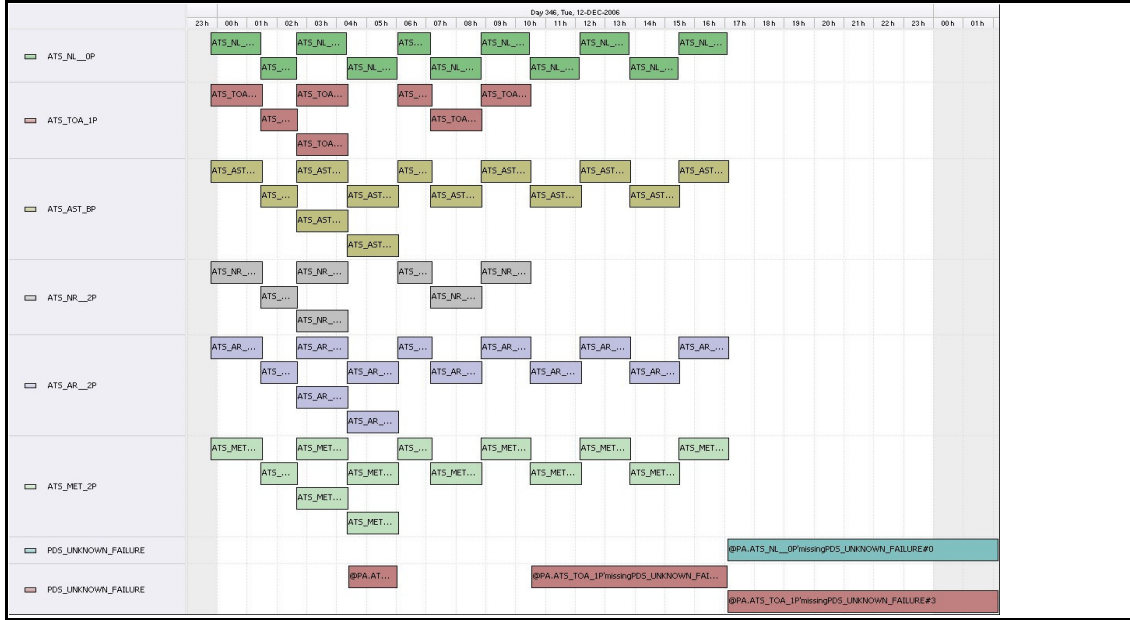 Day 346, Tue, 12-DEC-2006
23 h 00 h 01 h 02 h 03 h 04 h 05 h 06 h 07 h 08 h 09 h 10 h 11 h 12 h 13 h 14 h 15 h 16 h 17 h 18 h 19 h 20 h 21 h 22 h 23 h 00 h 01 h
ATS_NL_... ATS_NL_... ATS... ATS_NL_... ATS_NL_... ATS_NL_...
ATS_NL__0P
ATS_... ATS_NL_... ATS_NL_... ATS_NL_... ATS_NL_...
ATS_TOA... ATS_TOA... ATS_... ATS_TOA...
ATS_TOA_1P
ATS_... ATS_TOA...
ATS_TOA...
ATS_AST... ATS_AST... ATS_... ATS_AST... ATS_AST... ATS_AST...
ATS_... ATS_AST... ATS_AST... ATS_AST... ATS_AST...
ATS_AST_BP
ATS_AST...
ATS_AST...
ATS_NR_... ATS_NR_... ATS_... ATS_NR_...
ATS_NR__2P
ATS_... ATS_NR_...
ATS_NR_...
ATS_AR_... ATS_AR_... ATS_... ATS_AR_... ATS_AR_... ATS_AR_...
ATS_... ATS_AR_... ATS_AR_... ATS_AR_... ATS_AR_...
ATS_AR__2P
ATS_AR_...
ATS_AR_...
ATS_MET... ATS_MET... ATS_... ATS_MET... ATS_MET... ATS_MET...
ATS_... ATS_MET... ATS_MET... ATS_MET... ATS_MET...
ATS_MET_2P
ATS_MET...
ATS_MET...
PDS_UNKNOWN_FAILURE @PA.ATS_NL__0P'missingPDS_UNKNOWN_FAILURE#0
@PA.AT... @PA.ATS_TOA_1P'missingPDS_UNKNOWN_FAI...
PDS_UNKNOWN_FAILURE
@PA.ATS_TOA_1P'missingPDS_UNKNOWN_FAILURE#3